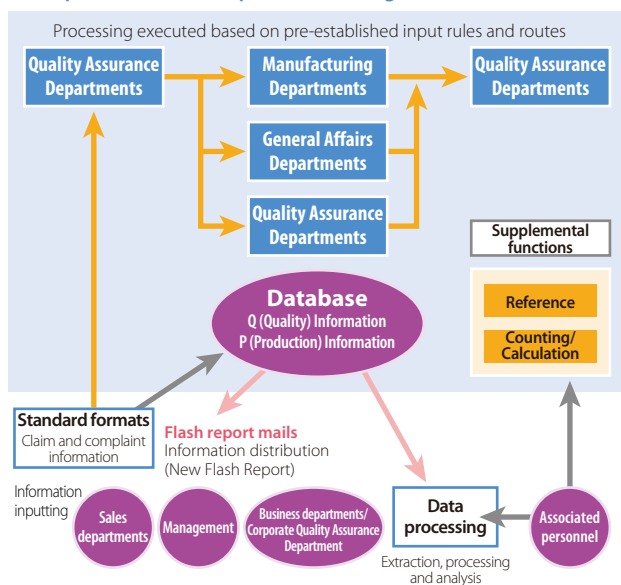 Processing executed based on pre-established input rules and routes
Quality Assurance
Departments
Manufacturing
Departments
Quality Assurance
Departments
General Affairs
Departments
Quality Assurance
Departments
Supplemental
functions
Reference
Counting/
Calculation
Database
Q (Quality) Information
P (Production) Information
Standard formats
Claim and complaint
information
Flash report mails
Information distribution
(New Flash Report)
Information
inputting
Sales
departments
Management
Business departments/
Corporate Quality Assurance
Department
Data
processing
Extraction, processing
and analysis
Associated
personnel